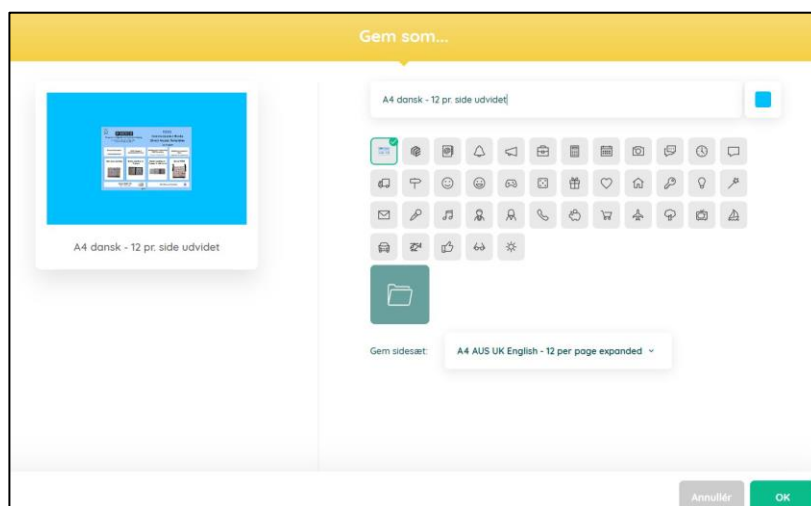 Gem som...
A4 dansk - 12 pr. side udvidet
A4 dansk - 12 pr. side udvidet
Gem sidesæt:
A4 AUS UK English - 12 per page expanded
Annullér
OK